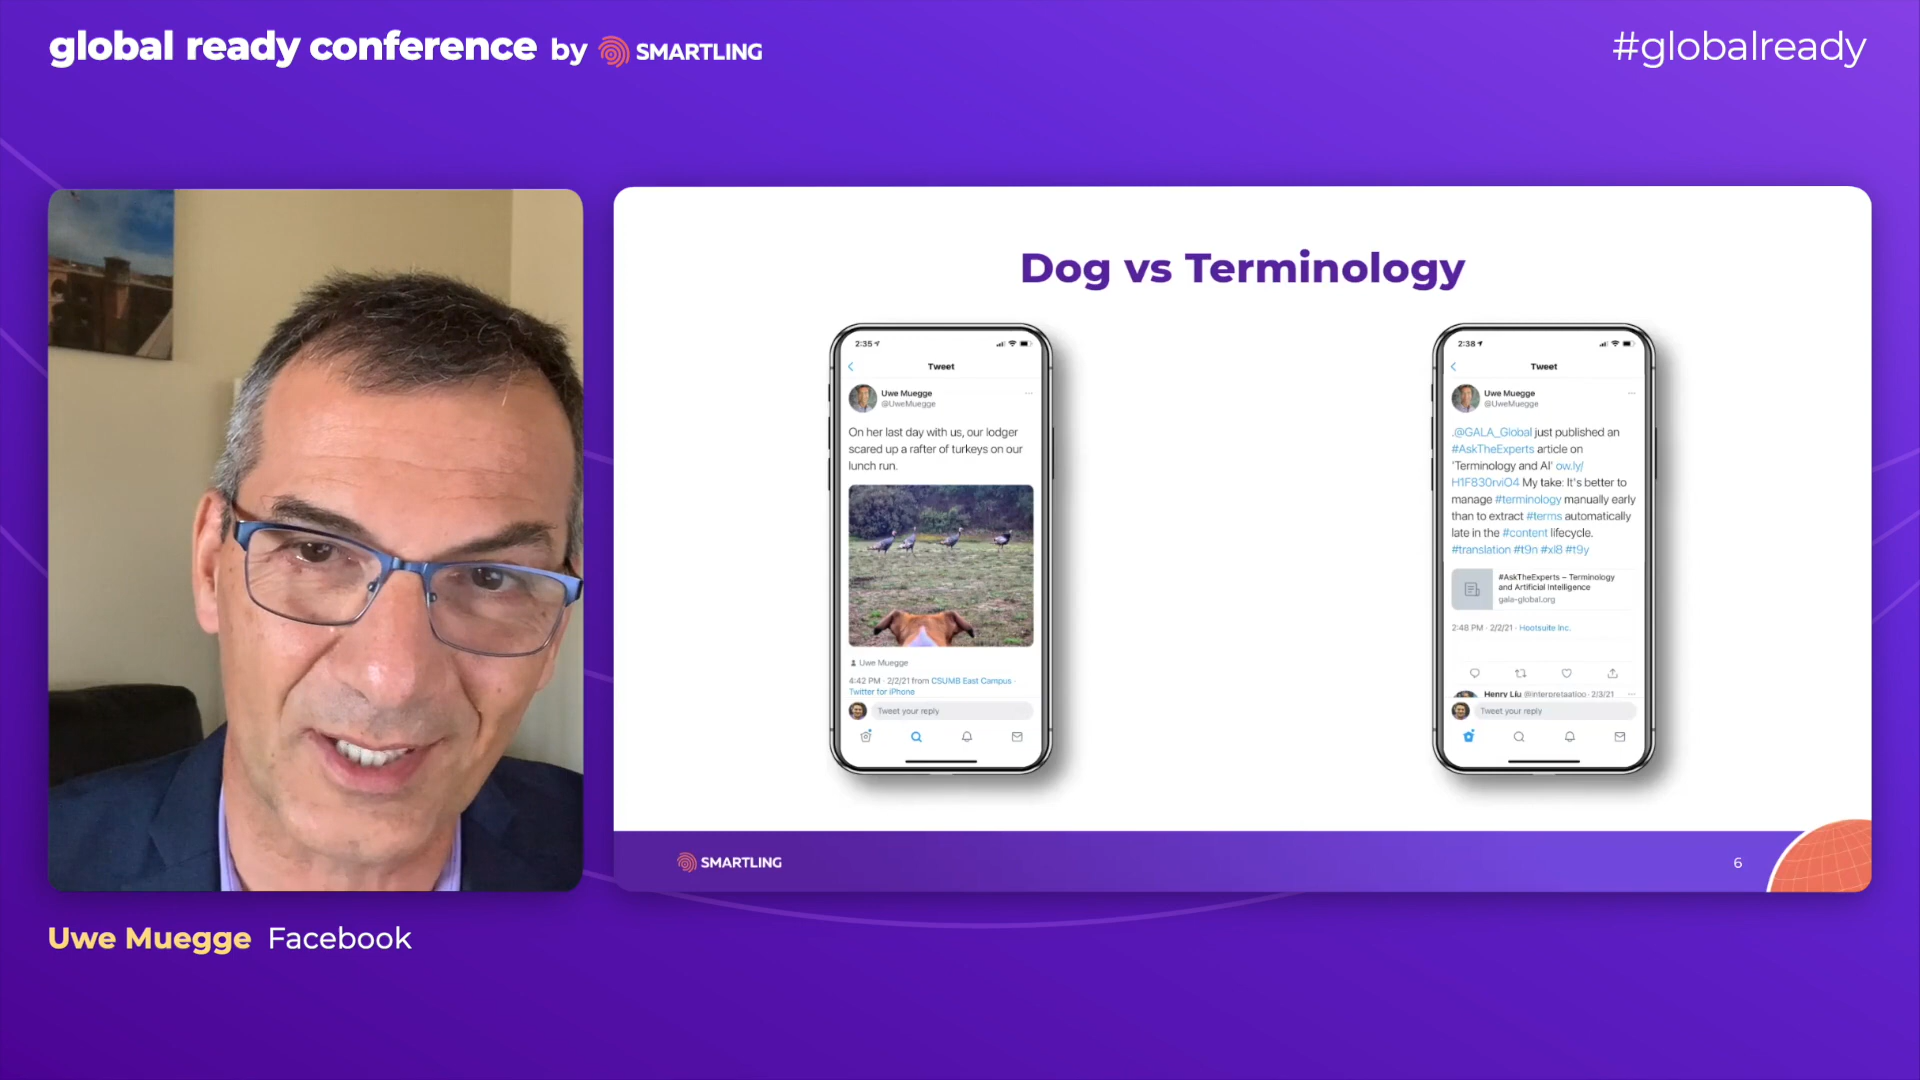 global ready conference by SMARTLING
#globalready
Dog vs Terminology
2:35
Tweet
Uwe Muegge
@UweMuegge
On her last day with us, our lodger
scared up a rafter of turkeys on our
lunch run.
Uwe Muegge
4:42 PM · 2/2/21 from CSUMB East Campus ·
Twitter for iPhone
Tweet your reply
2:38
Tweet
Uwe Muegge
@UweMuegge
.@GALA_Global just published an
#AskTheExperts article on
'Terminology and AI' ow.ly/
H1F830rviO4 My take: It's better to
manage #terminology manually early
than to extract #terms automatically
late in the #content lifecycle.
#translation #t9n #xl8 #t9y
#AskTheExperts – Terminology
and Artificial Intelligence
gala-global.org
2:48 PM · 2/2/21 · Hootsuite Inc.
Henry Liu @interpretaatioo · 2/3/21
Tweet your reply
SMARTLING
6
Uwe Muegge Facebook